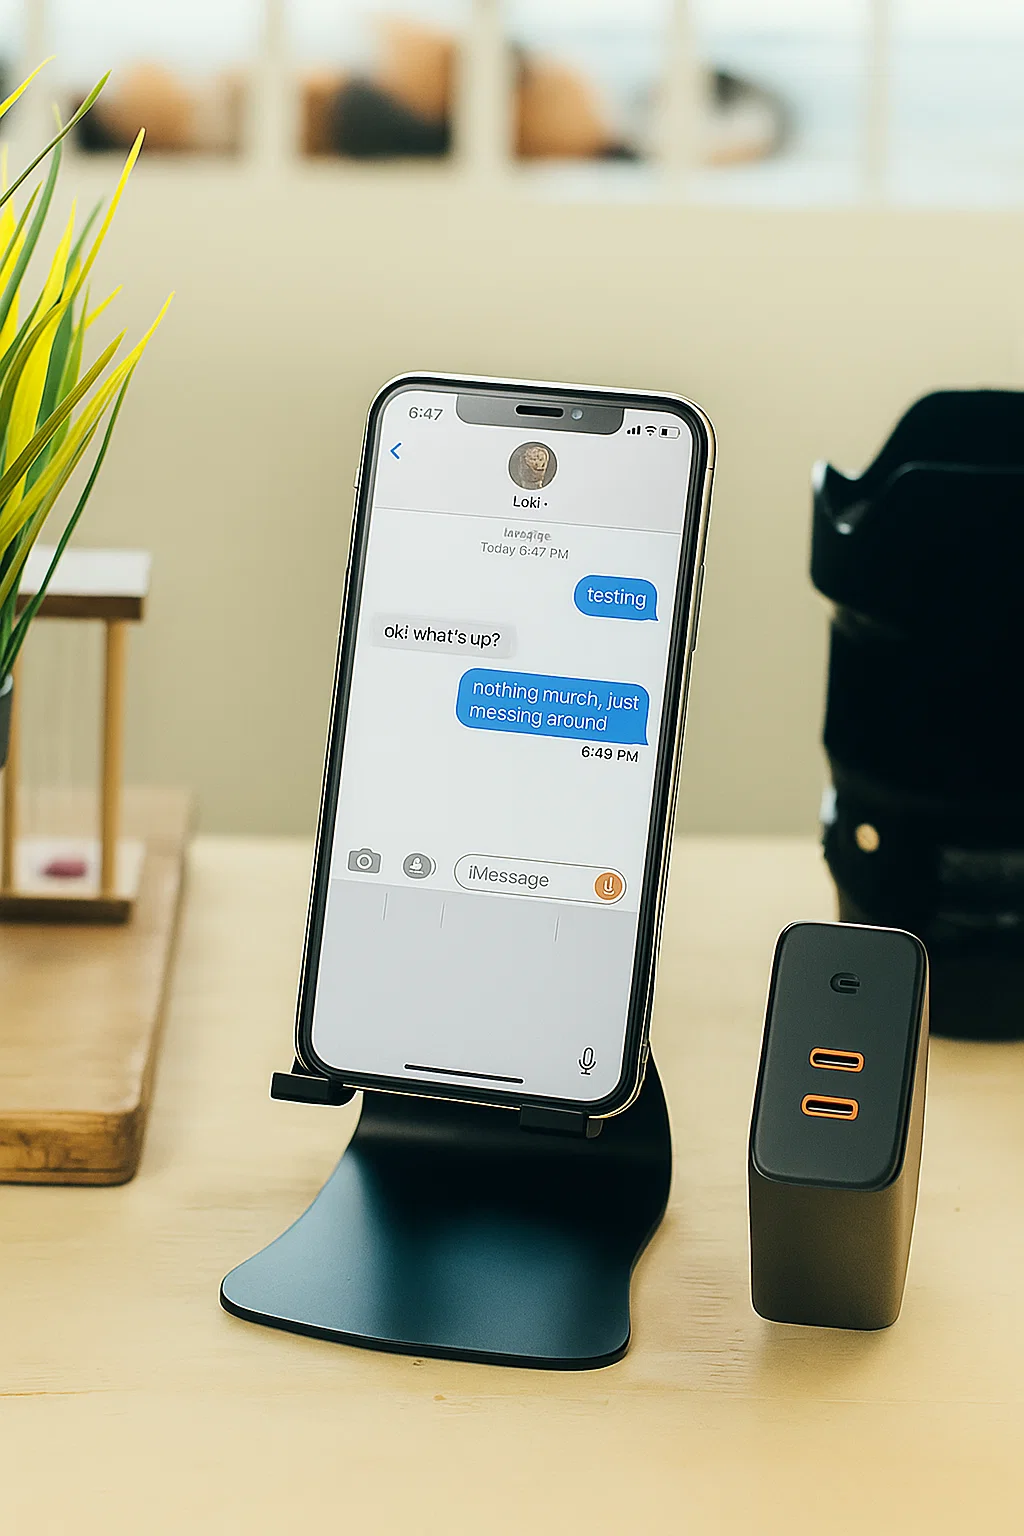 6:47
Loki
Today 6:47 PM
testing
oki what's up?
nothing murch, just
messing around
6:49 PM
iMessage